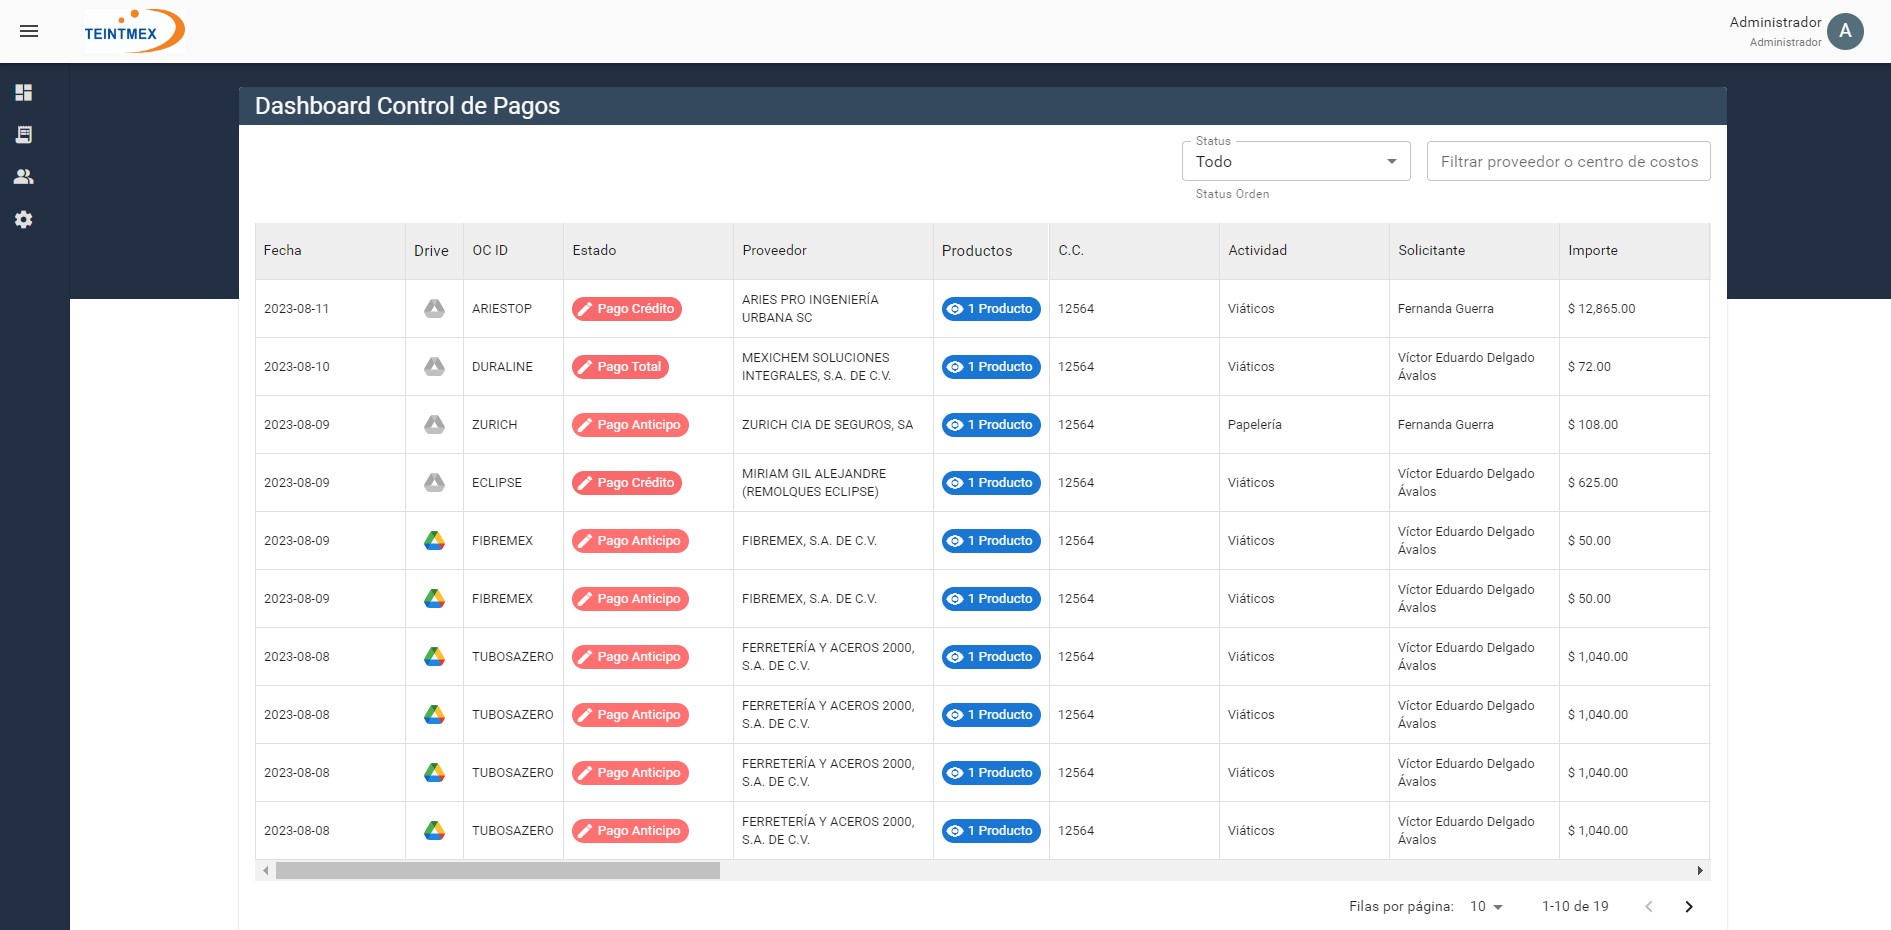 TEINTMEX
Administrador
Administrador
A
Dashboard Control de Pagos
Status
Todo
Filtrar proveedor o centro de costos
Status Orden
Fecha Drive OC ID Estado Proveedor Productos C.C. Actividad Solicitante Importe
2023-08-11 ARIESTOP Pago Crédito ARIES PRO INGENIERÍA URBANA SC 1 Producto 12564 Viáticos Fernanda Guerra $ 12,865.00
2023-08-10 DURALINE Pago Total MEXICHEM SOLUCIONES INTEGRALES, S.A. DE C.V. 1 Producto 12564 Viáticos Víctor Eduardo Delgado Ávalos $ 72.00
2023-08-09 ZURICH Pago Anticipo ZURICH CIA DE SEGUROS, SA 1 Producto 12564 Papelería Fernanda Guerra $ 108.00
2023-08-09 ECLIPSE Pago Crédito MIRIAM GIL ALEJANDRE (REMOLQUES ECLIPSE) 1 Producto 12564 Viáticos Víctor Eduardo Delgado Ávalos $ 625.00
2023-08-09 FIBREMEX Pago Anticipo FIBREMEX, S.A. DE C.V. 1 Producto 12564 Viáticos Víctor Eduardo Delgado Ávalos $ 50.00
2023-08-09 FIBREMEX Pago Anticipo FIBREMEX, S.A. DE C.V. 1 Producto 12564 Viáticos Víctor Eduardo Delgado Ávalos $ 50.00
2023-08-08 TUBOSAZERO Pago Anticipo FERRETERÍA Y ACEROS 2000, S.A. DE C.V. 1 Producto 12564 Viáticos Víctor Eduardo Delgado Ávalos $ 1,040.00
2023-08-08 TUBOSAZERO Pago Anticipo FERRETERÍA Y ACEROS 2000, S.A. DE C.V. 1 Producto 12564 Viáticos Víctor Eduardo Delgado Ávalos $ 1,040.00
2023-08-08 TUBOSAZERO Pago Anticipo FERRETERÍA Y ACEROS 2000, S.A. DE C.V. 1 Producto 12564 Viáticos Víctor Eduardo Delgado Ávalos $ 1,040.00
2023-08-08 TUBOSAZERO Pago Anticipo FERRETERÍA Y ACEROS 2000, S.A. DE C.V. 1 Producto 12564 Viáticos Víctor Eduardo Delgado Ávalos $ 1,040.00
Filas por página: 10 1-10 de 19